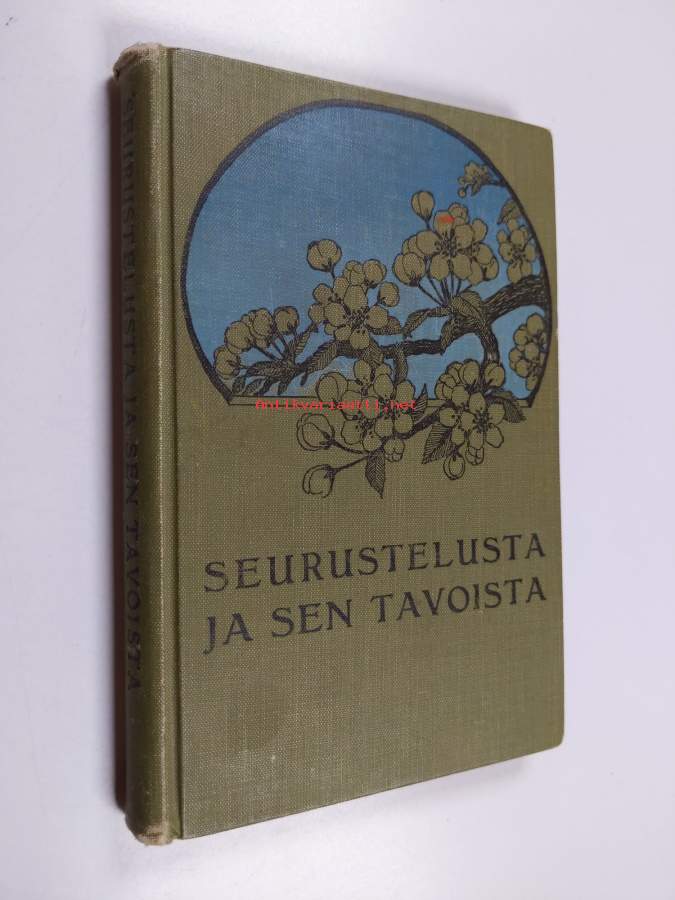 SEURUSTELUSTA
JA SEN TAVOISTA
SEURUSTELUSTA JA SEN TAVOISTA
Antikvariaatti.net